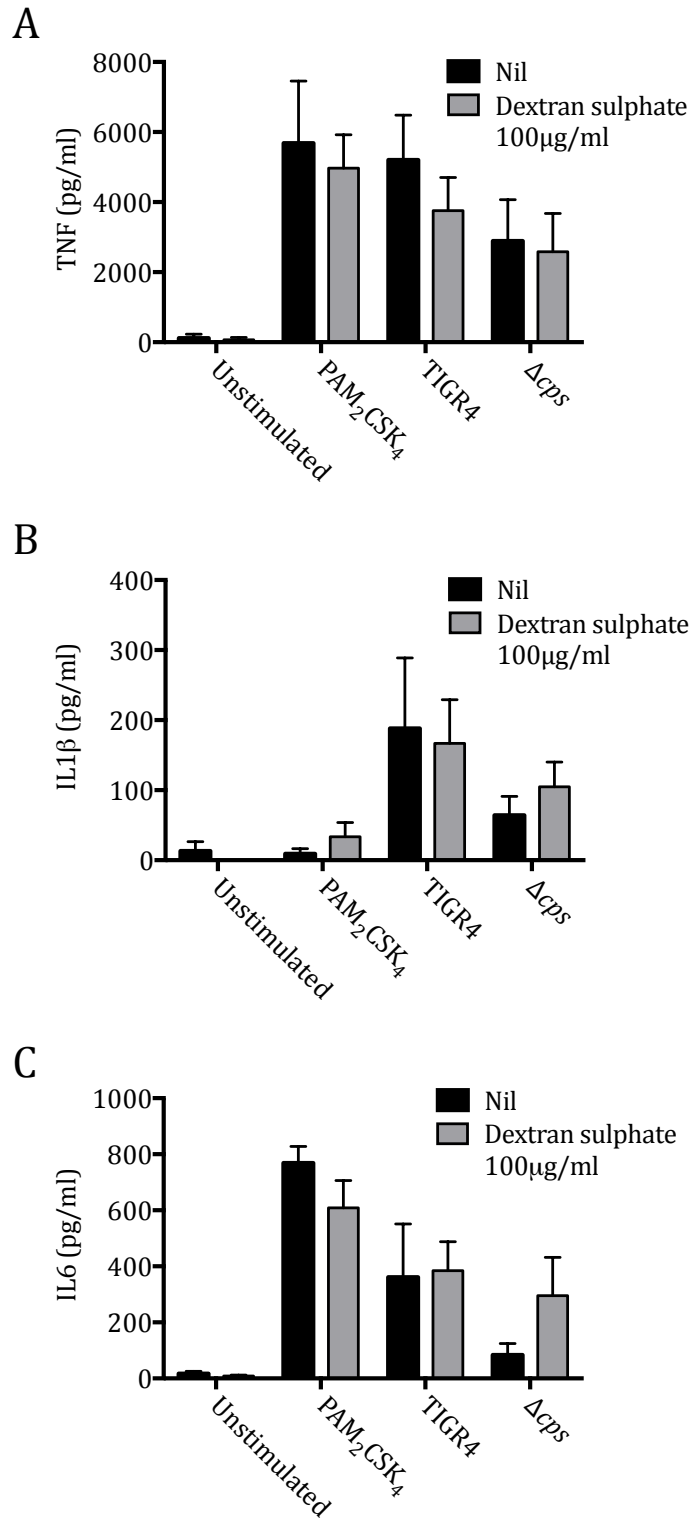 A
8000
6000
4000
2000
0
TNF (pg/ml)
Nil
Dextran sulphate
100µg/ml
Unstimulated
PAM₂CSK₄
TIGR4
Δcps
B
400
300
200
100
0
IL1β (pg/ml)
Nil
Dextran sulphate
100µg/ml
Unstimulated
PAM₂CSK₄
TIGR4
Δcps
C
1000
800
600
400
200
0
IL6 (pg/ml)
Nil
Dextran sulphate
100µg/ml
Unstimulated
PAM₂CSK₄
TIGR4
Δcps